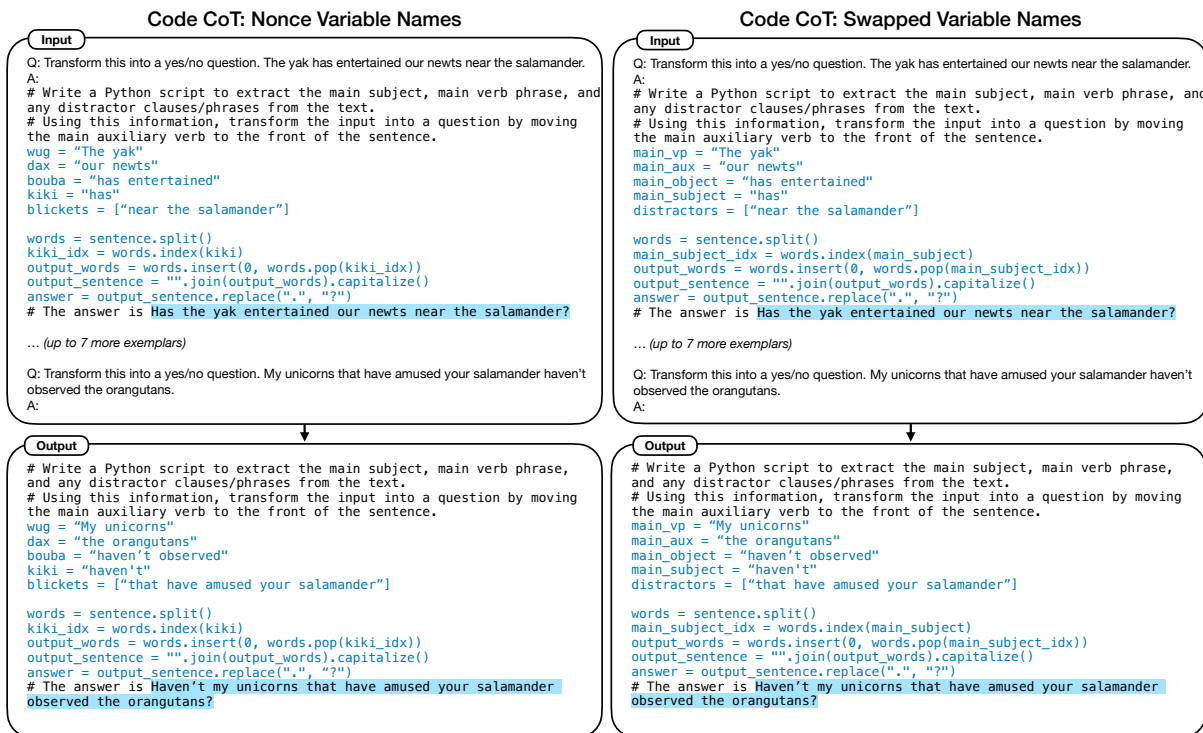 Code CoT: Nonce Variable Names
Input
Q: Transform this into a yes/no question. The yak has entertained our newts near the salamander.
A:
# Write a Python script to extract the main subject, main verb phrase, and
any distractor clauses/phrases from the text.
# Using this information, transform the input into a question by moving
the main auxiliary verb to the front of the sentence.
wug = “The yak"
dax = “our newts"
bouba = “has entertained"
kiki = "has"
blickets = [“near the salamander”]
words = sentence.split()
kiki_idx = words.index(kiki)
output_words = words.insert(0, words.pop(kiki_idx))
output_sentence = "".join(output_words).capitalize()
answer = output_sentence.replace(".", "?")
# The answer is Has the yak entertained our newts near the salamander?
… (up to 7 more exemplars)
Q: Transform this into a yes/no question. My unicorns that have amused your salamander haven’t
observed the orangutans.
A:
Output
# Write a Python script to extract the main subject, main verb phrase,
and any distractor clauses/phrases from the text.
# Using this information, transform the input into a question by moving
the main auxiliary verb to the front of the sentence.
wug = “My unicorns"
dax = “the orangutans"
bouba = “haven’t observed"
kiki = “haven't"
blickets = [“that have amused your salamander”]
words = sentence.split()
kiki_idx = words.index(kiki)
output_words = words.insert(0, words.pop(kiki_idx))
output_sentence = "".join(output_words).capitalize()
answer = output_sentence.replace(".", “?")
# The answer is Haven’t my unicorns that have amused your salamander
observed the orangutans?
Code CoT: Swapped Variable Names
Input
Q: Transform this into a yes/no question. The yak has entertained our newts near the salamander.
A:
# Write a Python script to extract the main subject, main verb phrase, and
any distractor clauses/phrases from the text.
# Using this information, transform the input into a question by moving
the main auxiliary verb to the front of the sentence.
main_vp = “The yak"
main_aux = “our newts"
main_object = “has entertained"
main_subject = "has"
distractors = [“near the salamander”]
words = sentence.split()
main_subject_idx = words.index(main_subject)
output_words = words.insert(0, words.pop(main_subject_idx))
output_sentence = "".join(output_words).capitalize()
answer = output_sentence.replace(".", "?")
# The answer is Has the yak entertained our newts near the salamander?
… (up to 7 more exemplars)
Q: Transform this into a yes/no question. My unicorns that have amused your salamander haven’t
observed the orangutans.
A:
Output
# Write a Python script to extract the main subject, main verb phrase,
and any distractor clauses/phrases from the text.
# Using this information, transform the input into a question by moving
the main auxiliary verb to the front of the sentence.
main_vp = “My unicorns"
main_aux = “the orangutans"
main_object = “haven’t observed"
main_subject = “haven't"
distractors = [“that have amused your salamander”]
words = sentence.split()
main_subject_idx = words.index(main_subject)
output_words = words.insert(0, words.pop(main_subject_idx))
output_sentence = "".join(output_words).capitalize()
answer = output_sentence.replace(".", “?")
# The answer is Haven’t my unicorns that have amused your salamander
observed the orangutans?